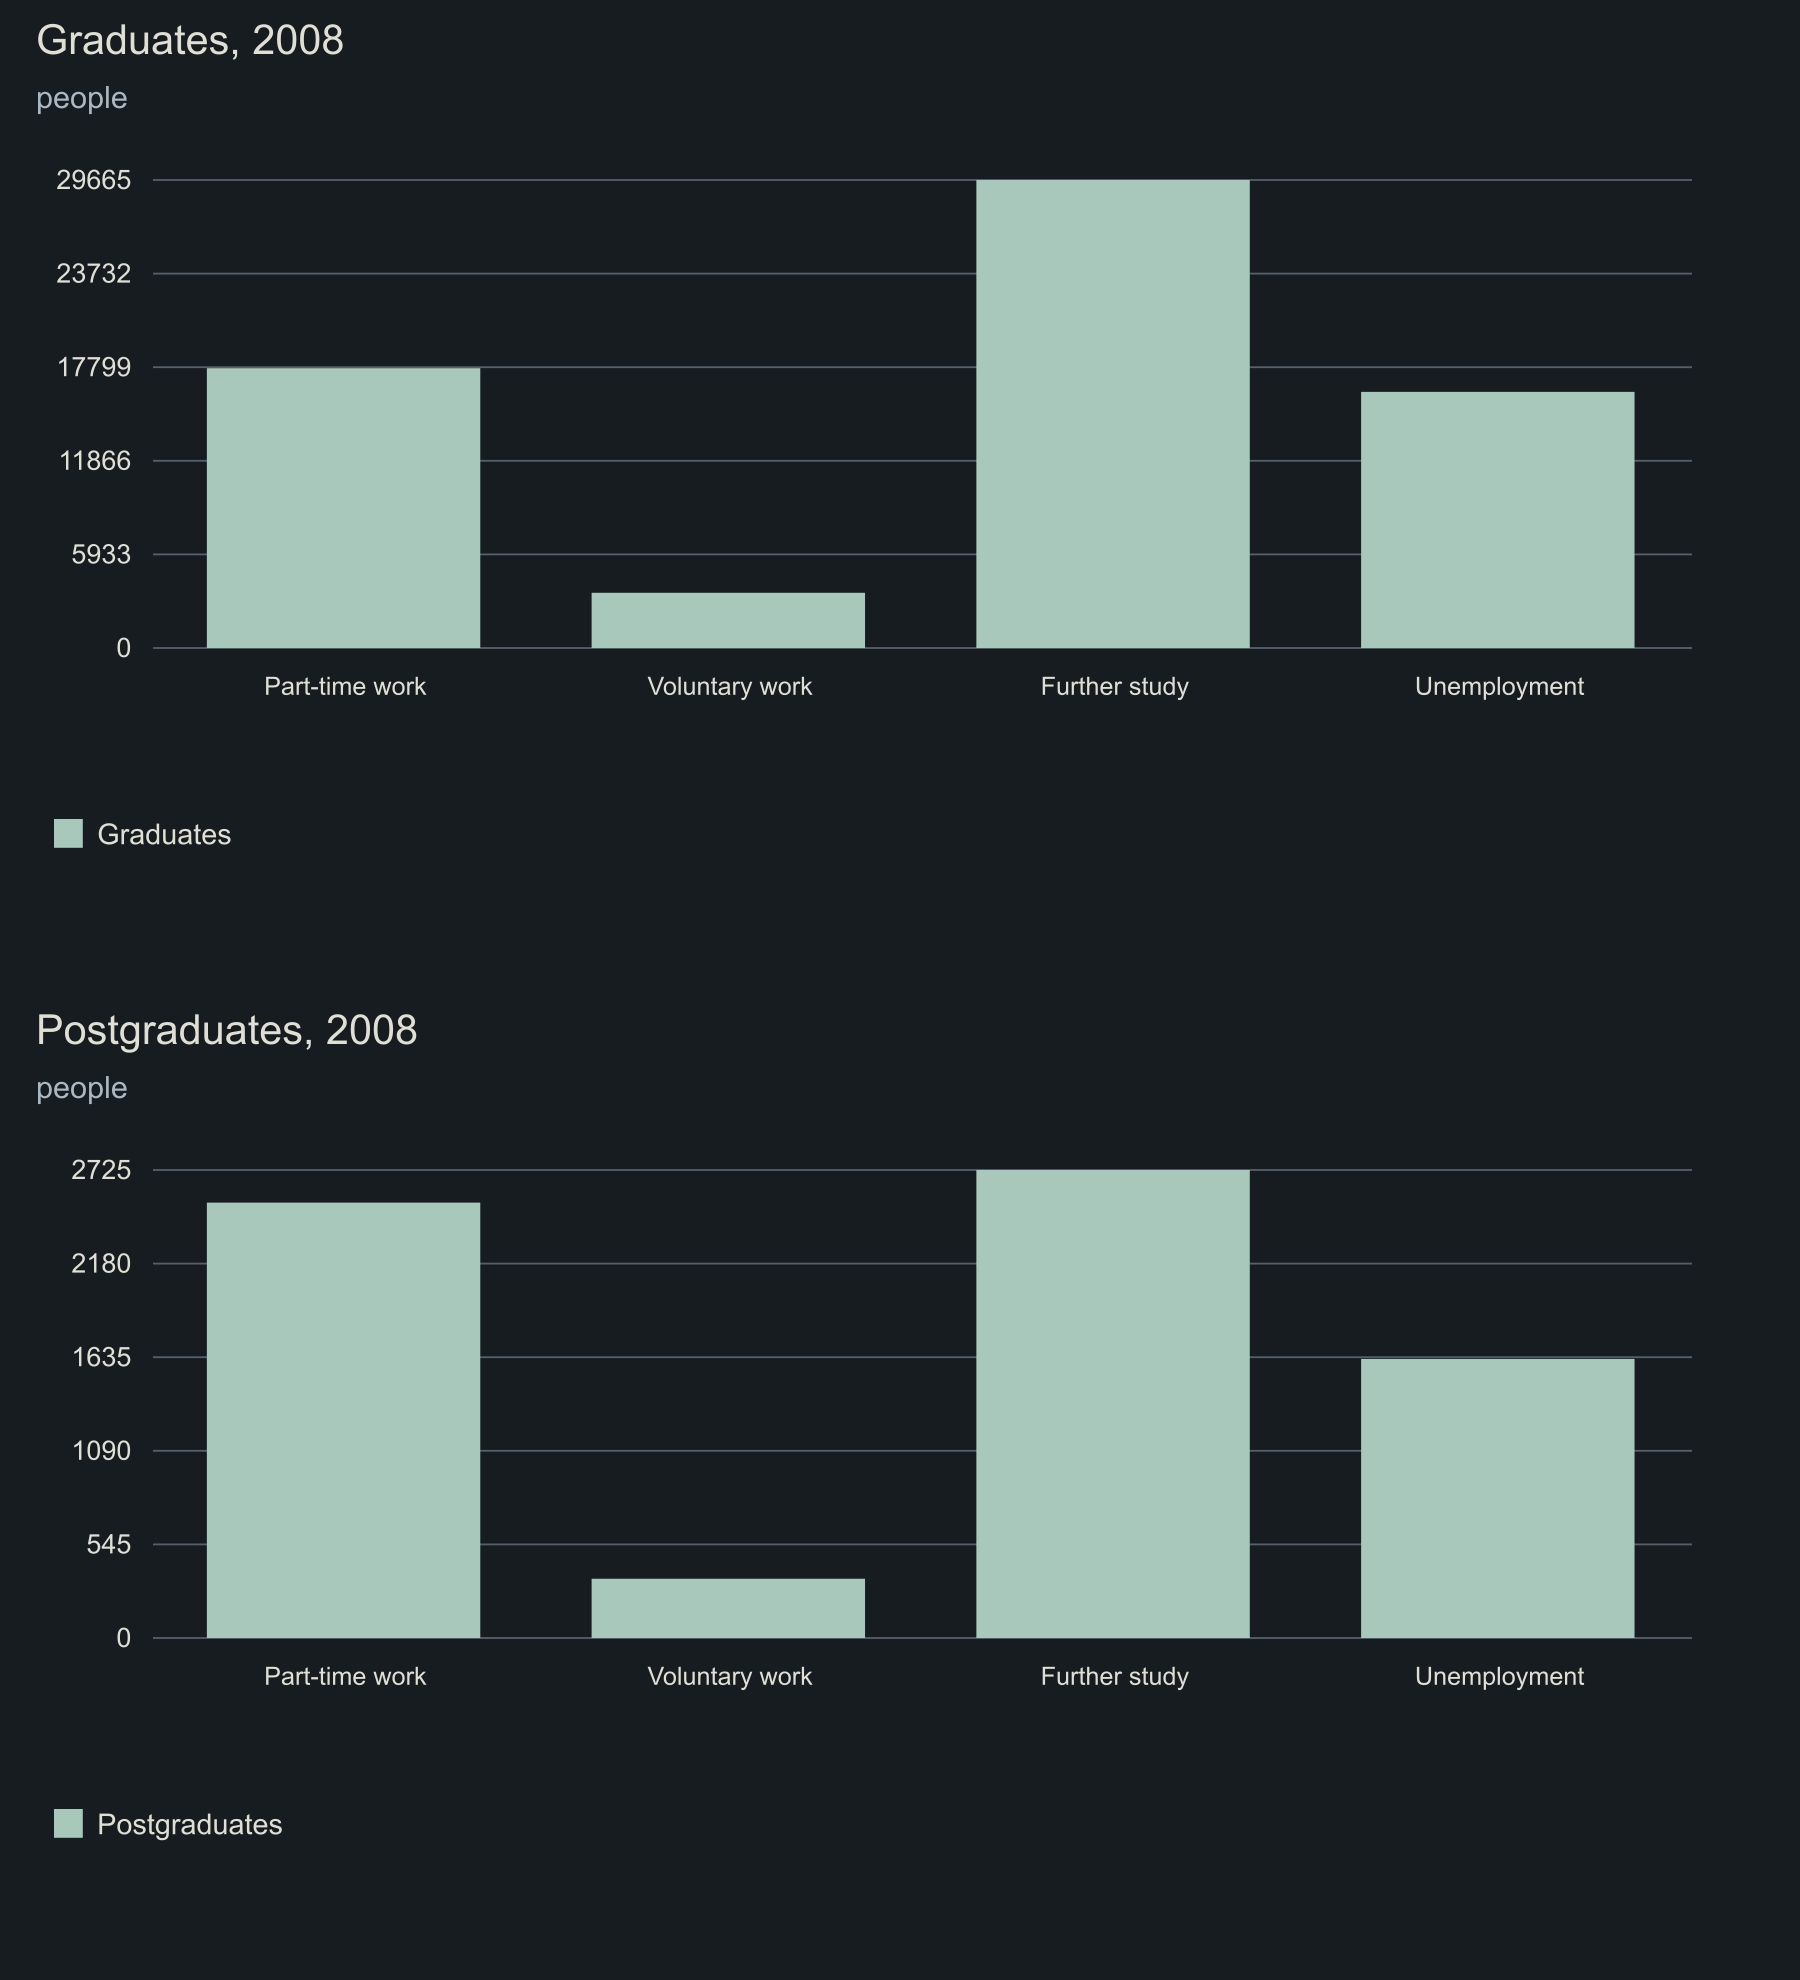 Graduates, 2008
people
29665
23732
17799
11866
5933
0
Part-time work
Voluntary work
Further study
Unemployment
Graduates
Postgraduates, 2008
people
2725
2180
1635
1090
545
0
Part-time work
Voluntary work
Further study
Unemployment
Postgraduates